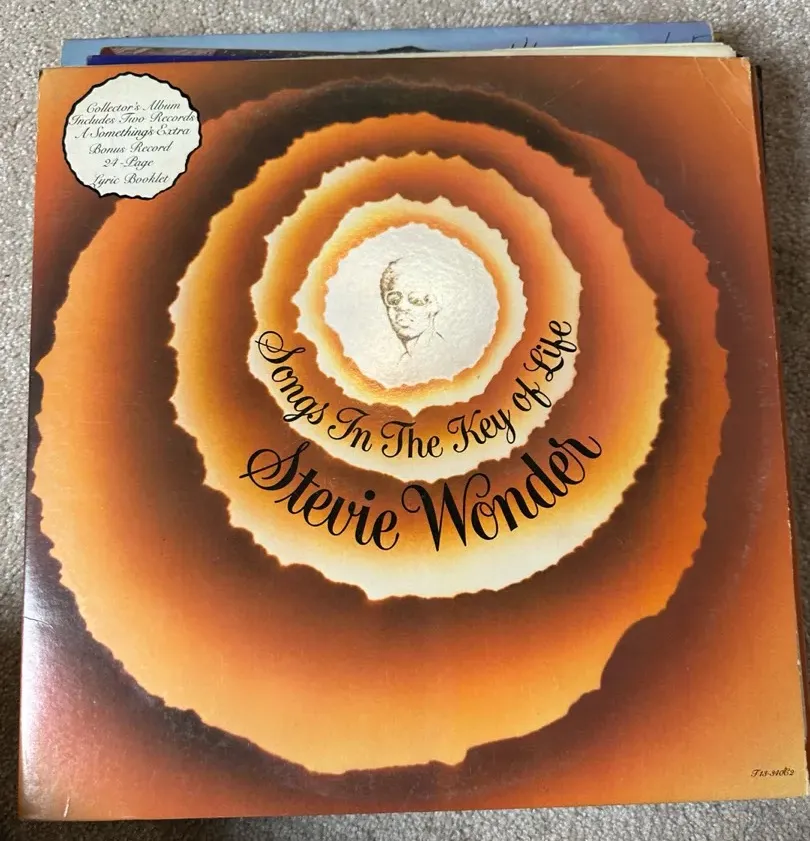 Collector's Album
Includes Two Records
A Something's Extra
Bonus Record
24-Page
Lyric Booklet
Songs In The Key of Life
Stevie Wonder